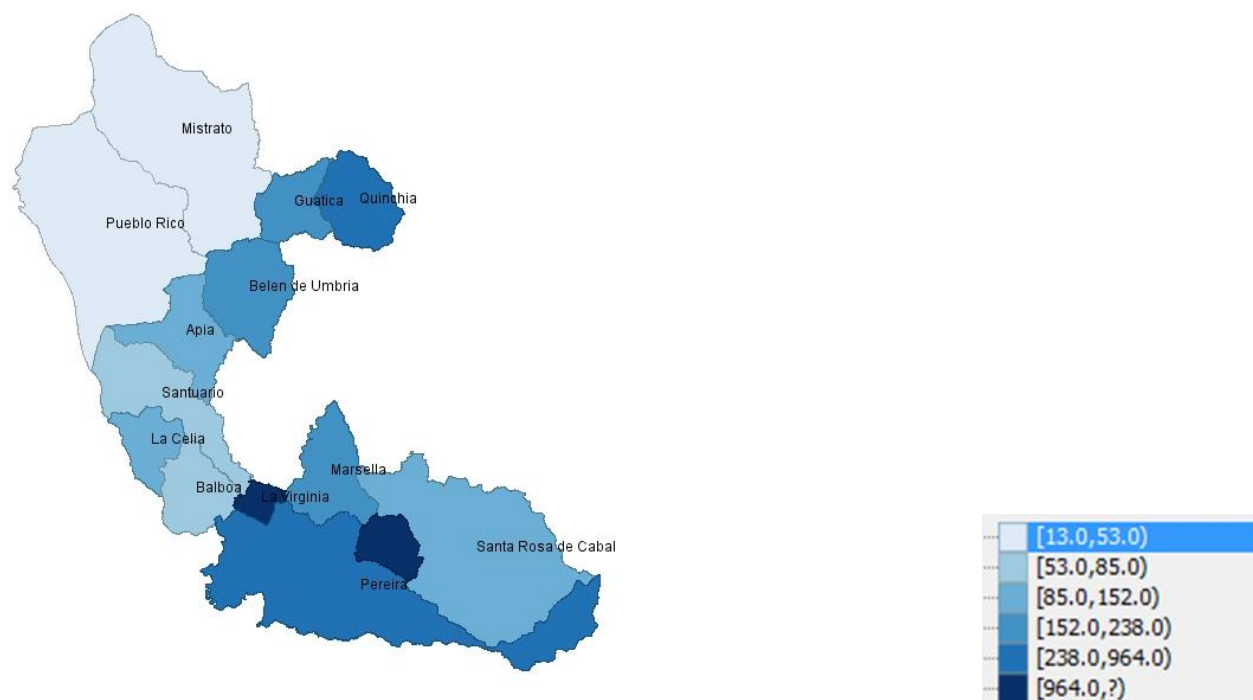 Mistrato
Guatica
Quinchia
Pueblo Rico
Belen de Umbria
Apia
Santuario
La Celia
Marsella
Balboa
La Virginia
Santa Rosa de Cabal
Pereira
[13.0,53.0)
[53.0,85.0)
[85.0,152.0)
[152.0,238.0)
[238.0,964.0)
[964.0,?)